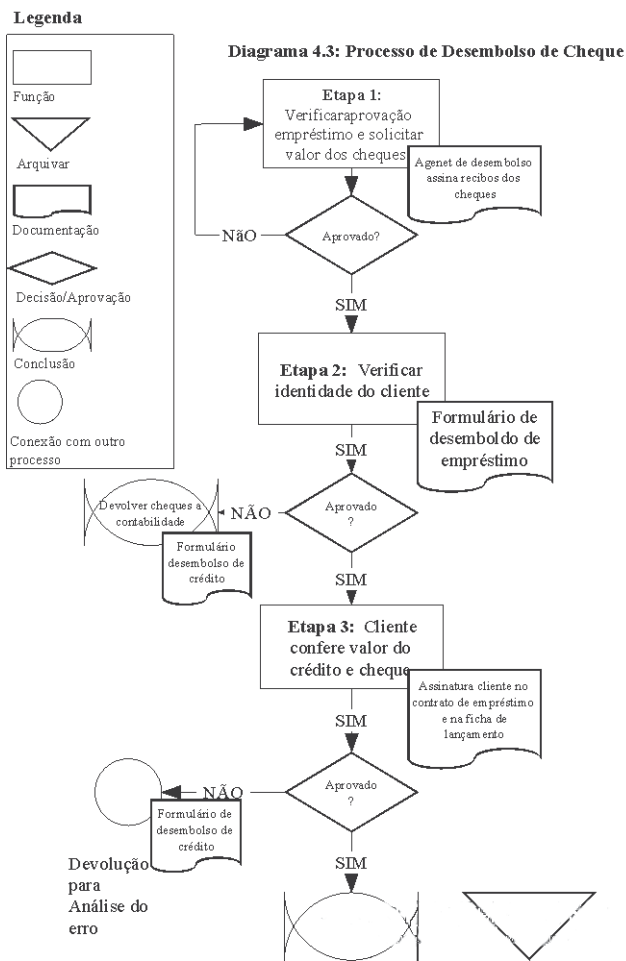 Legenda
Função
Arquivar
Documentação
Decisão/Aprovação
Conclusão
Conexão com outro
processo
Diagrama 4.3: Processo de Desembolso de Cheque
Etapa 1:
Verificaraprovação
empréstimo e solicitar
valor dos cheques
Agenet de desembolso
assina recibos dos
cheques
NãO
Aprovado?
SIM
Etapa 2: Verificar
identidade do cliente
Formulário de
desemboldo de
empréstimo
SIM
Devolver cheques a
contabilidade
NÃO
Aprovado
?
Formulário
desembolso de
crédito
SIM
Etapa 3: Cliente
confere valor do
crédito e cheque
Assinatura cliente no
contrato de empréstimo
e na ficha de
lançamento
SIM
NÃO
Aprovado
?
Formulário de
desembolso de
crédito
Devolução
para
Análise do
erro
SIM